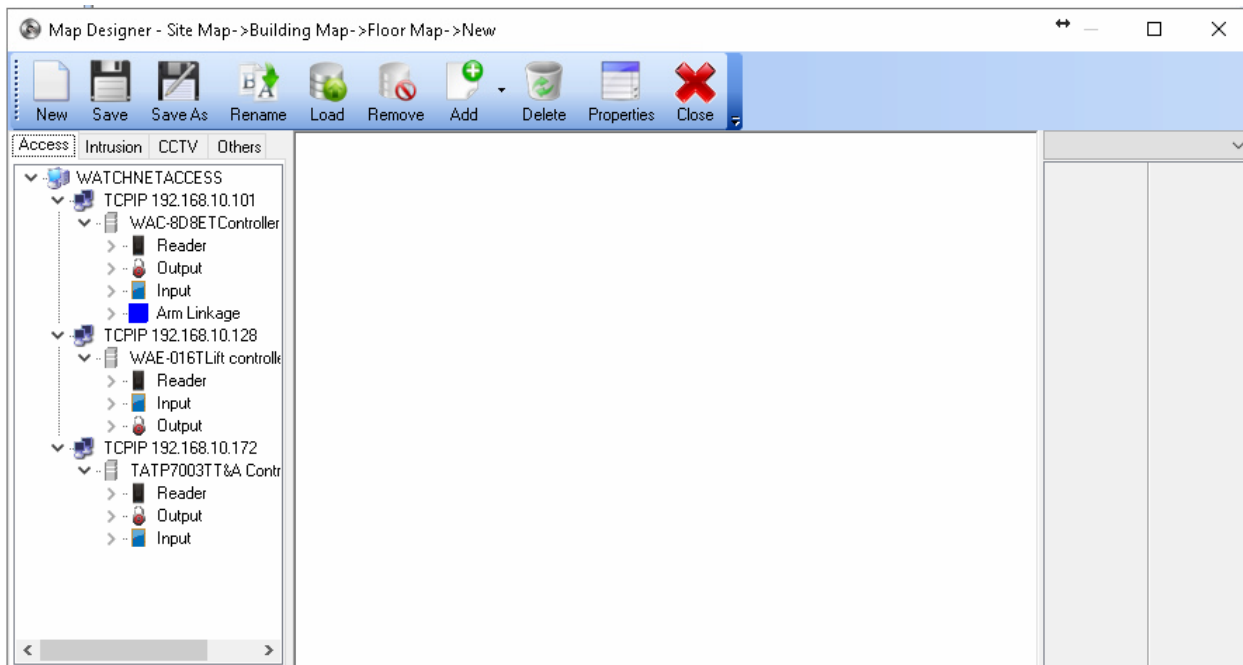 Map Designer - Site Map->Building Map->Floor Map->New
New Save Save As Rename Load Remove Add Delete Properties Close
Access Intrusion CCTV Others
WATCHNETACCESS
TCPIP 192.168.10.101
WAC-8D8ETController
Reader
Output
Input
Arm Linkage
TCPIP 192.168.10.128
WAE-016TLift controlle
Reader
Input
Output
TCPIP 192.168.10.172
TATP7003TT&A Contr
Reader
Output
Input